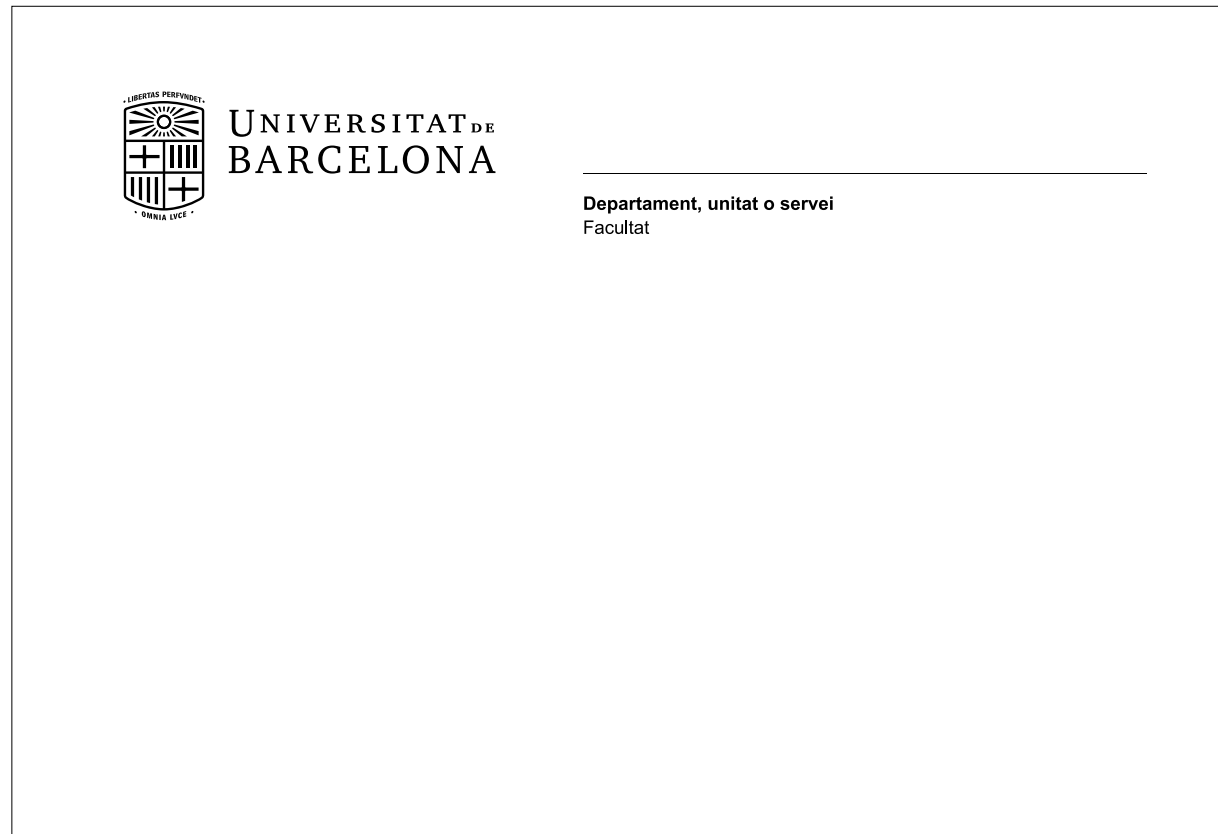 · LIBERTAS PERFVNDET ·
UNIVERSITAT DE
BARCELONA
· OMNIA LVCE ·
Departament, unitat o servei
Facultat